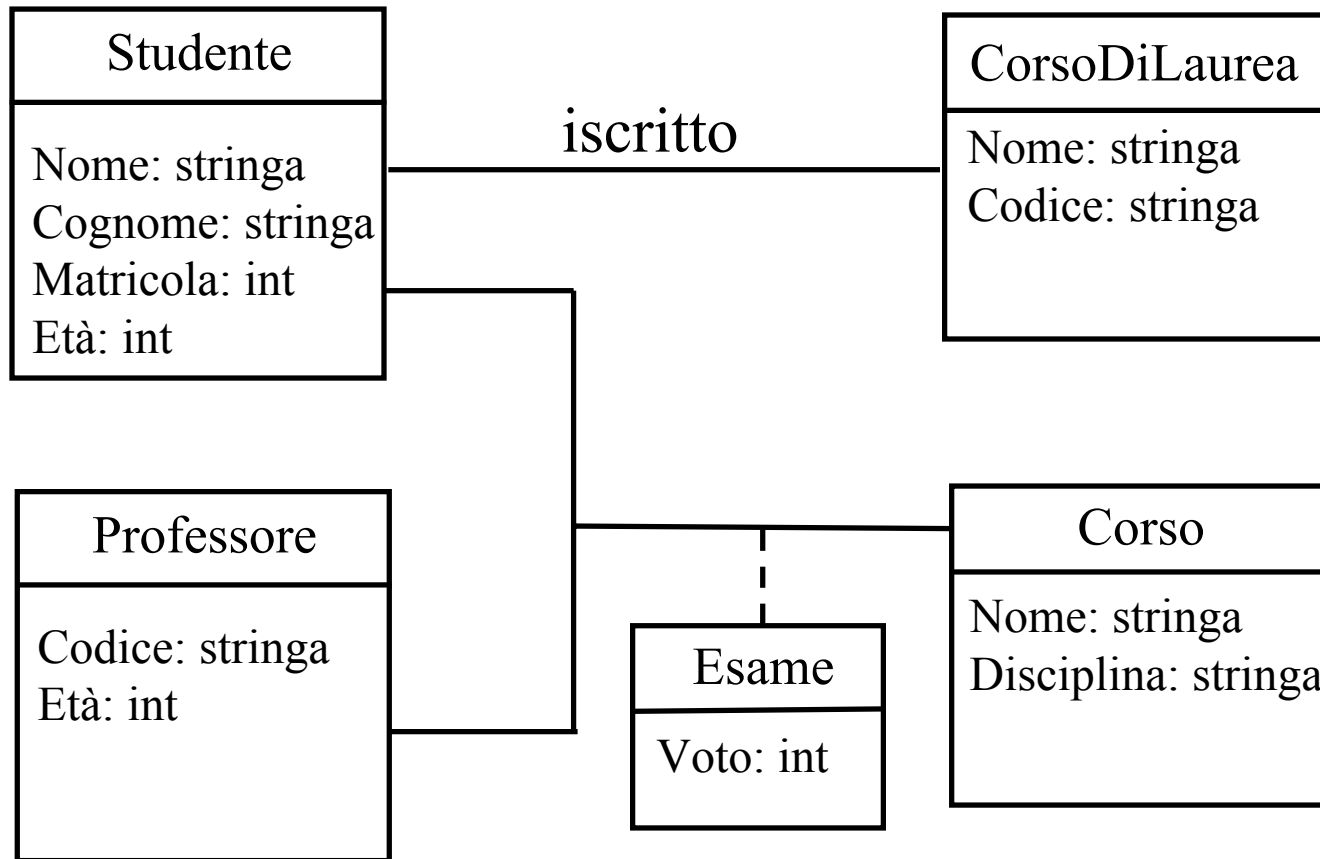 Studente
Nome: stringa
Cognome: stringa
Matricola: int
Età: int
iscritto
CorsoDiLaurea
Nome: stringa
Codice: stringa
Professore
Codice: stringa
Età: int
Esame
Voto: int
Corso
Nome: stringa
Disciplina: stringa